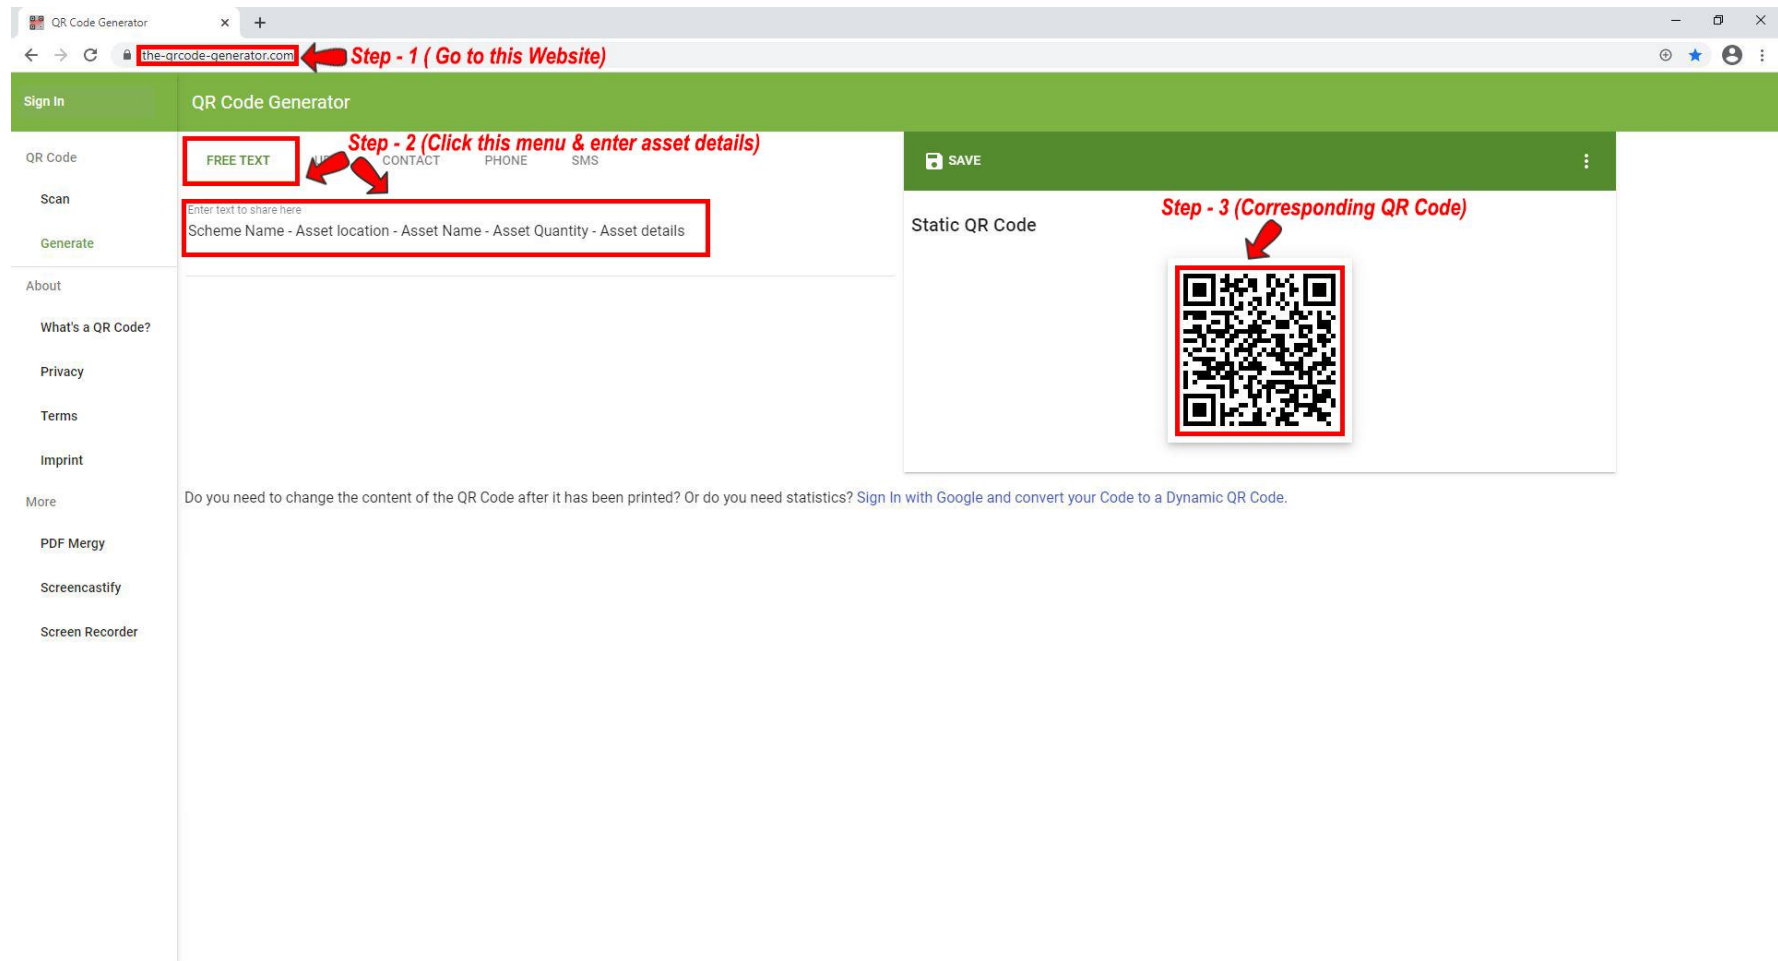 QR Code Generator
the-qrcode-generator.com
Step - 1 ( Go to this Website)
Sign In
QR Code Generator
Step - 2 (Click this menu & enter asset details)
FREE TEXT
CONTACT
PHONE
SMS
SAVE
QR Code
Scan
Generate
Enter text to share here
Scheme Name - Asset location - Asset Name - Asset Quantity - Asset details
Step - 3 (Corresponding QR Code)
Static QR Code
About
What's a QR Code?
Privacy
Terms
Imprint
Do you need to change the content of the QR Code after it has been printed? Or do you need statistics? Sign In with Google and convert your Code to a Dynamic QR Code.
More
PDF Mergy
Screencastify
Screen Recorder